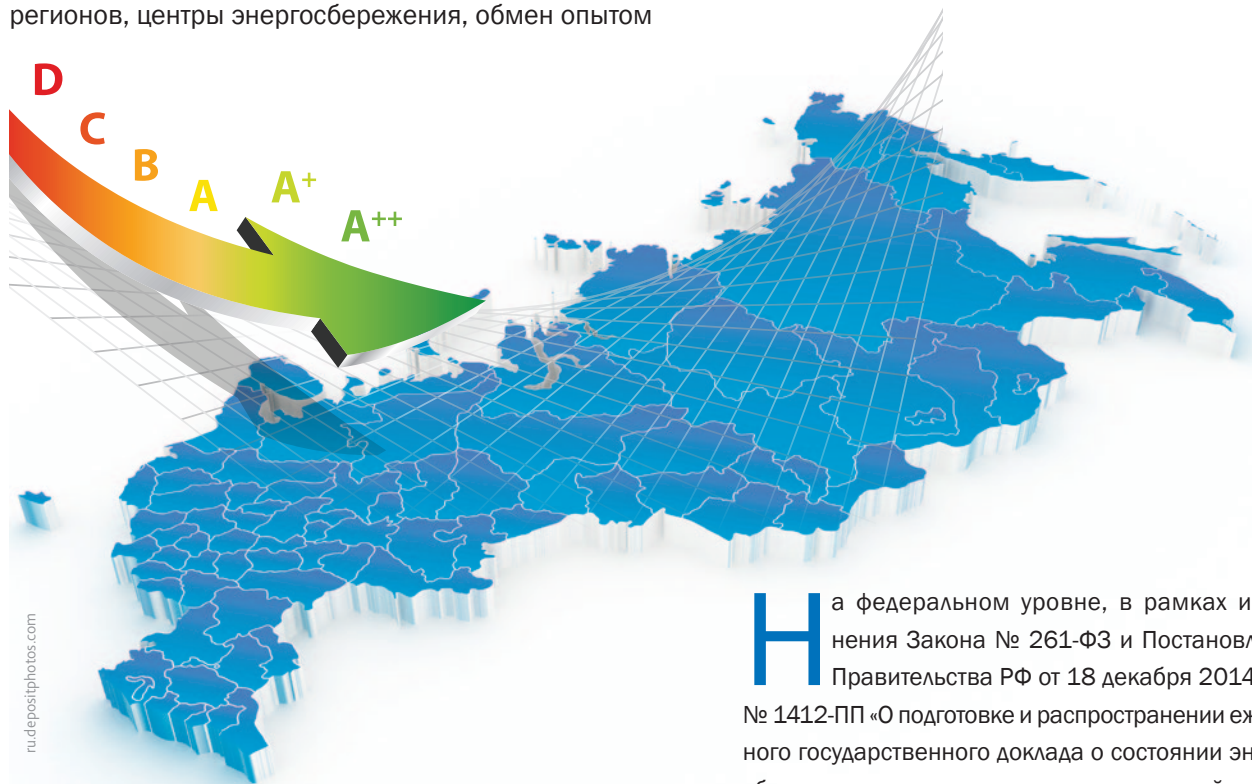 регионов, центры энергосбережения, обмен опытом
D
C
B
A
A+
A++
ru.depositphotos.com
На федеральном уровне, в рамках и
нения Закона № 261-ФЗ и Постановл
Правительства РФ от 18 декабря 2014
№ 1412-ПП «О подготовке и распространении еж
ного государственного доклада о состоянии эн